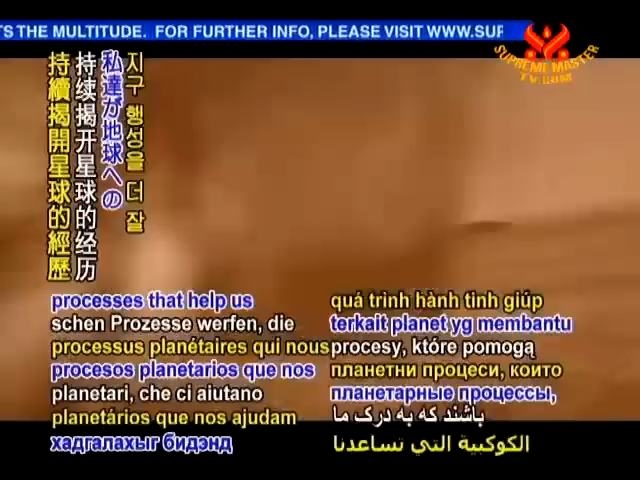 TS THE MULTITUDE. FOR FURTHER INFO, PLEASE VISIT WWW.SUP
SUPREME MASTER
TV.
持續揭開星球的經歷
持续揭开星球的经历
私達が地球への
지구 행성을 더 잘
processes that help us
schen Prozesse werfen, die
processus planétaires qui nous
procesos planetarios que nos
planetari, che ci aiutano
planetários que nos ajudam
хадгалахыг бидэнд
quá trình hành tinh giúp
terkait planet yg membantu
procesy, które pomogą
планетни процеси, които
планетарные процессы,
باشند که به درک ما
الكوكبية التي تساعدنا